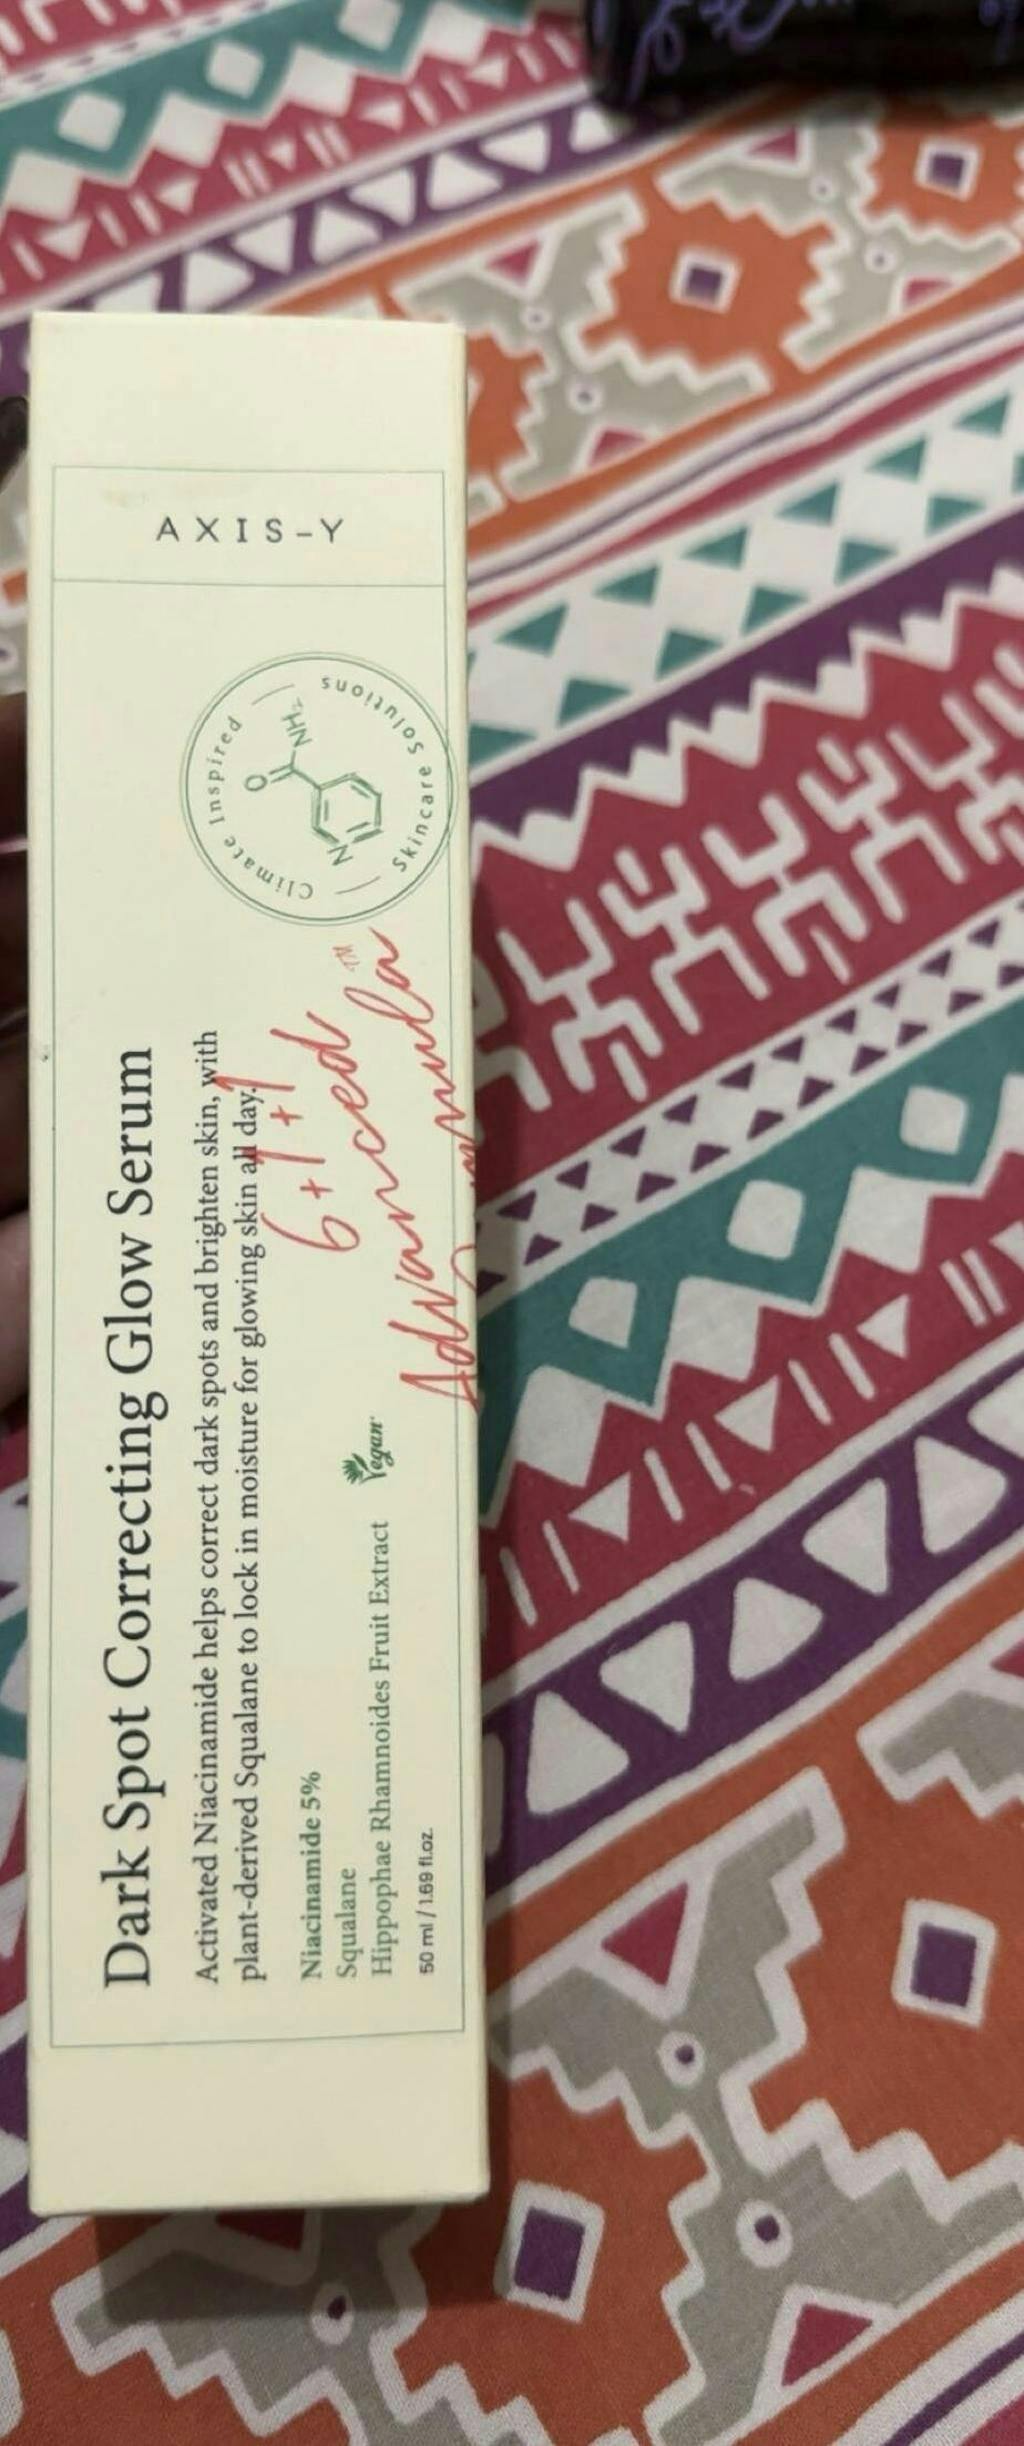 AXIS-Y
Climate Inspired
Skincare Solutions
O
NH₂
N
Dark Spot Correcting Glow Serum
Activated Niacinamide helps correct dark spots and brighten skin, with
plant-derived Squalane to lock in moisture for glowing skin all day.
6+1+1
Advanced
™
Niacinamide 5%
Squalane
Hippophae Rhamnoides Fruit Extract
Vegan
50 ml / 1.69 fl.oz.